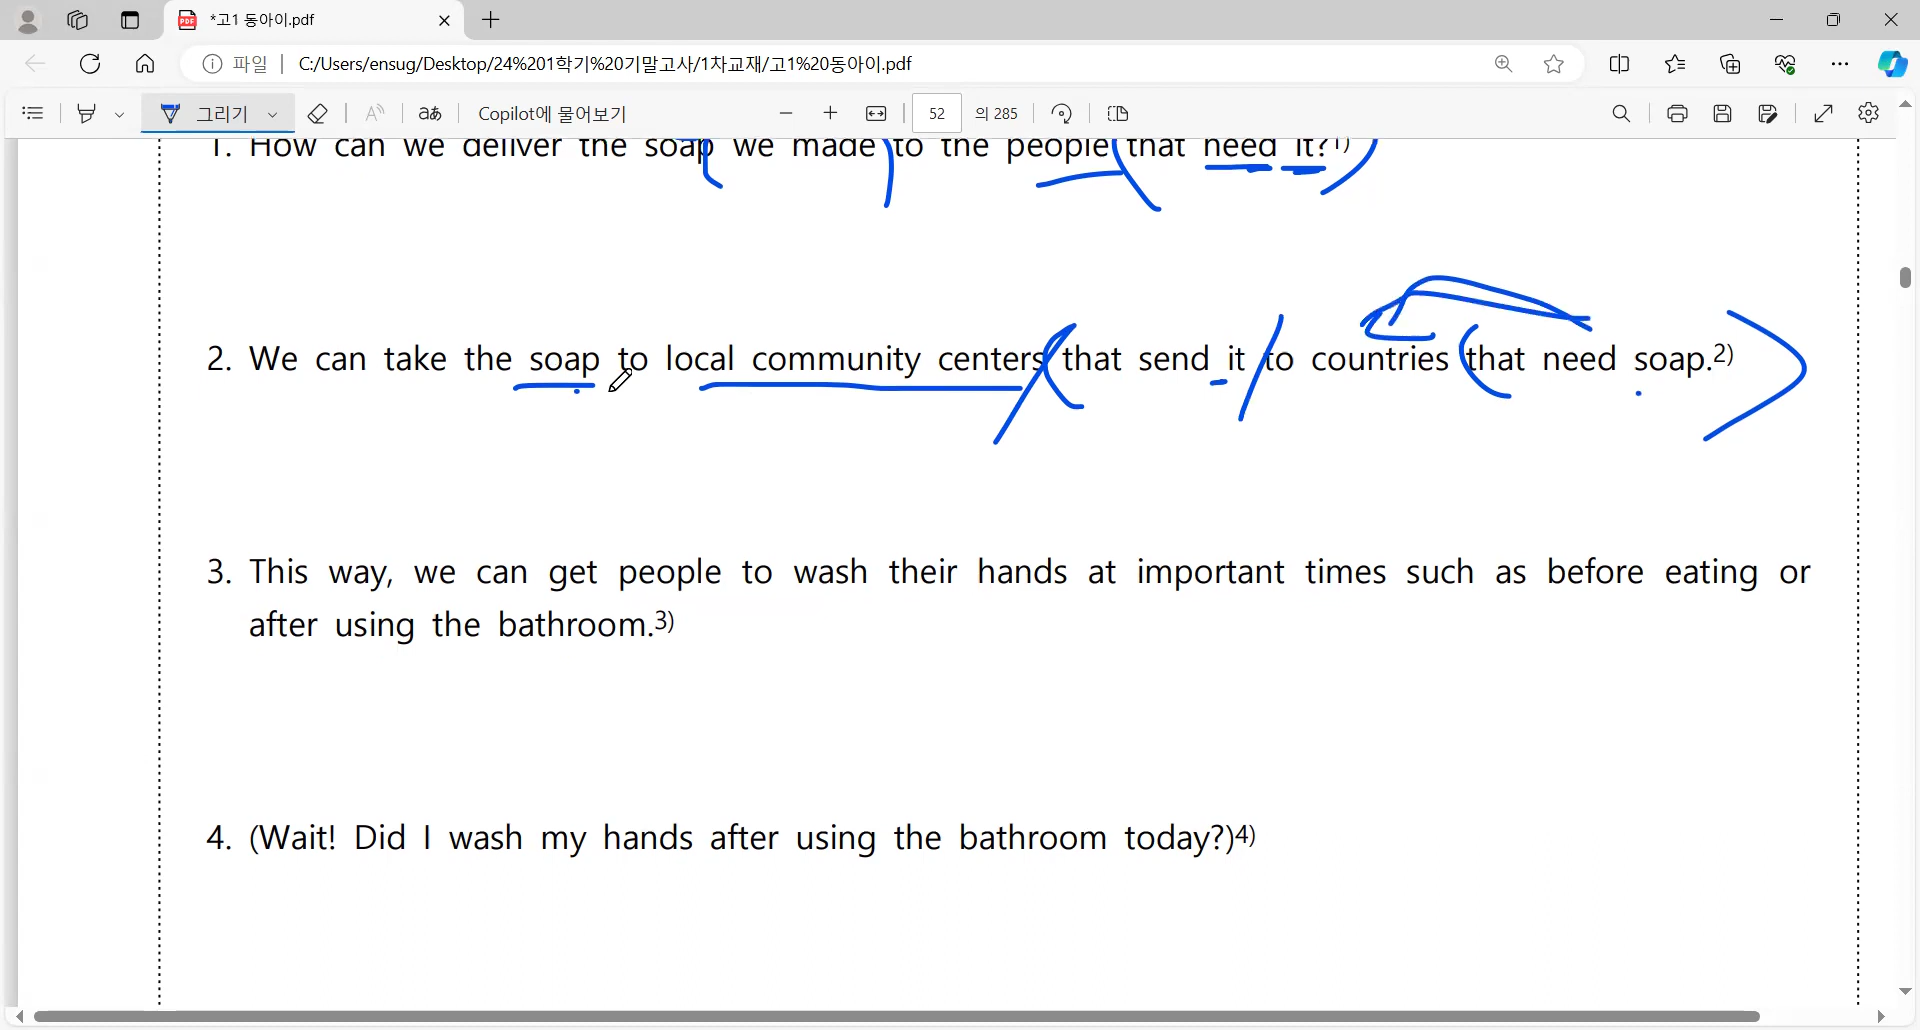 *고1 동아이.pdf
파일 | C:/Users/ensug/Desktop/24%201학기%20기말고사/1차교재/고1%20동아이.pdf
그리기 aあ Copilot에 물어보기 52 의 285
1. How can we deliver the soap we made to the people that need it?1)
2. We can take the soap to local community centers that send it to countries that need soap.2)
3. This way, we can get people to wash their hands at important times such as before eating or
after using the bathroom.3)
4. (Wait! Did I wash my hands after using the bathroom today?)4)